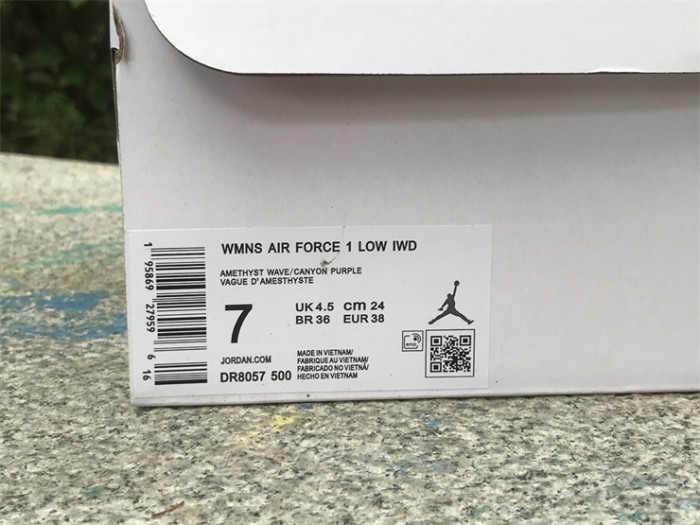 WMNS AIR FORCE 1 LOW IWD
AMETHYST WAVE/CANYON PURPLE
VAGUE D'AMESTHYSTE
7
UK 4.5 cm 24
BR 36 EUR 38
JORDAN.COM
DR8057 500
MADE IN VIETNAM/
FABRIQUE AU VIETNAM/
FABRICADO NO VIETNÃ/
HECHO EN VIETNAM
1 95869 27959 6 16